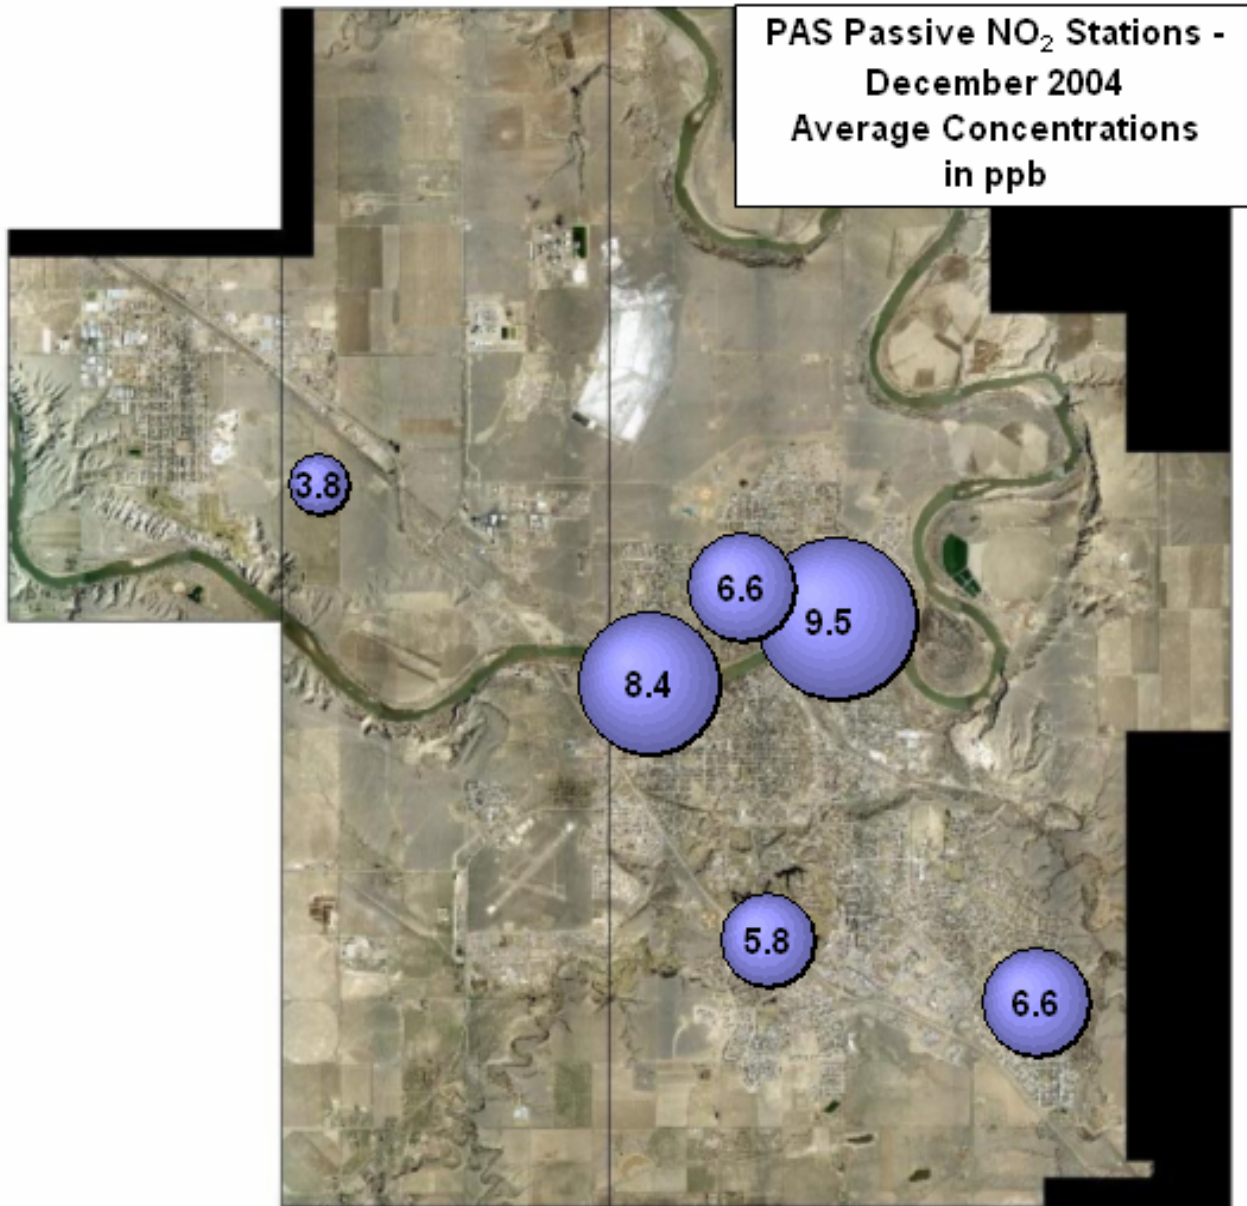 PAS Passive NO₂ Stations -
December 2004
Average Concentrations
in ppb
3.8
6.6
9.5
8.4
5.8
6.6